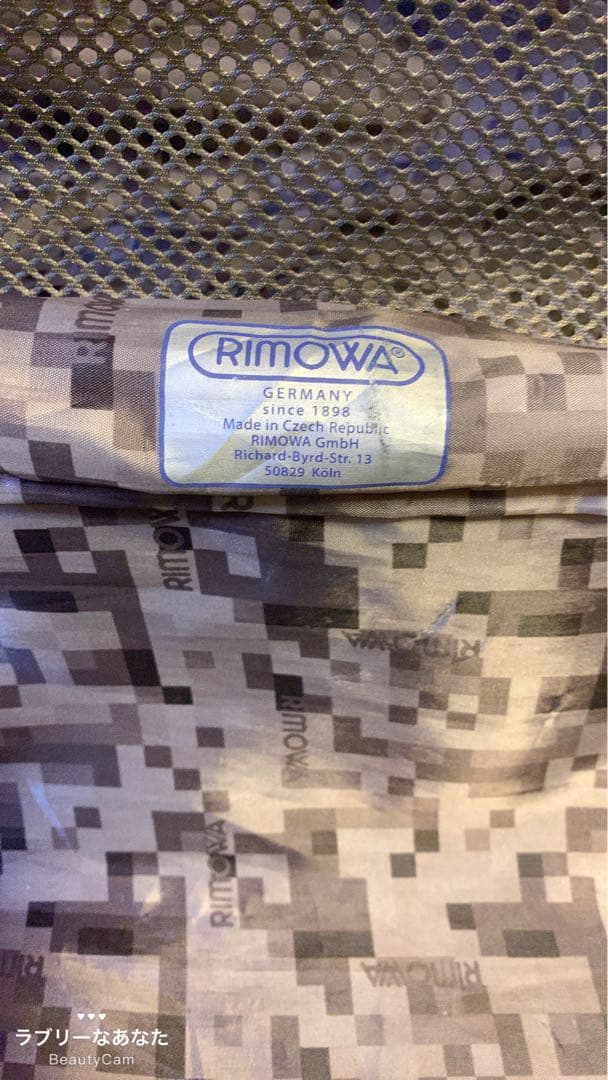 RIMOWA
RIMOWA®
GERMANY
since 1898
Made in Czech Republic
RIMOWA GmbH
Richard-Byrd-Str. 13
50829 Köln
RIMOWA
RIMOWA
RIMOWA
RIMOWA
RIMOWA
ラブリーなあなた
BeautyCam